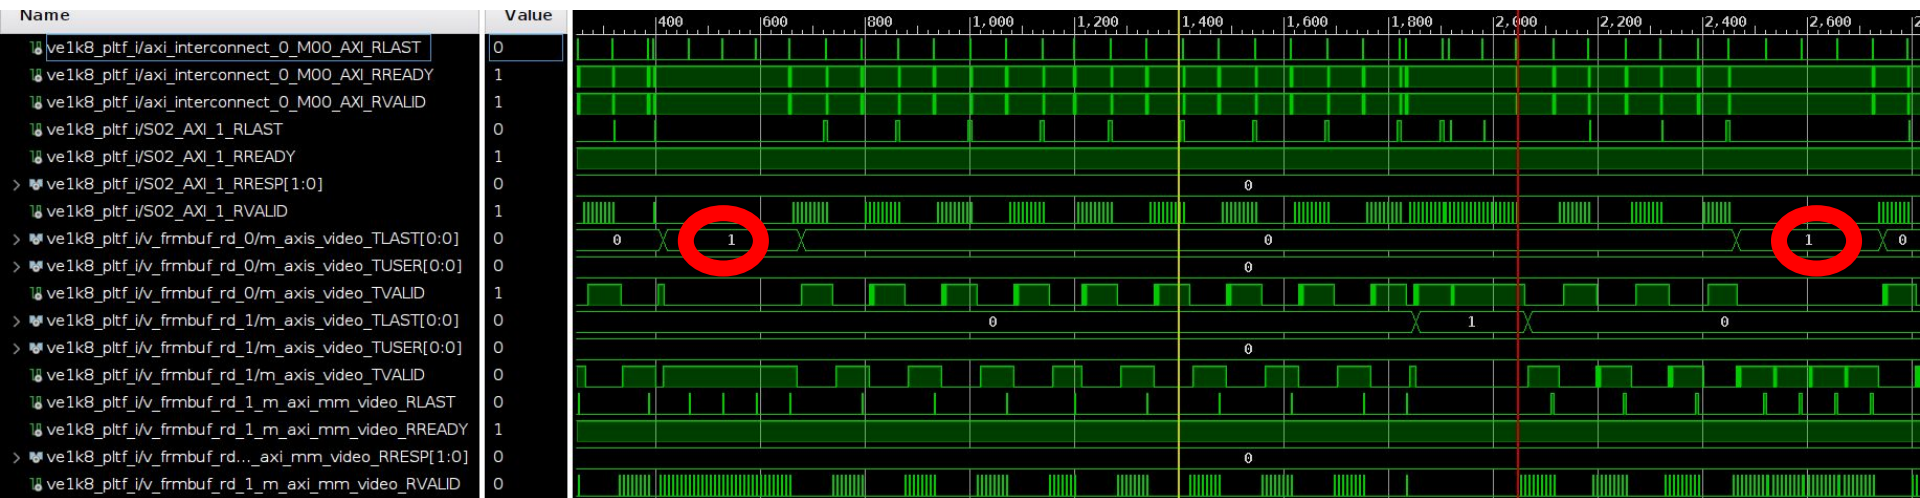 Name Value 400 600 800 1,000 1,200 1,400 1,600 1,800 2,000 2,200 2,400 2,600
ve1k8_pltf_i/axi_interconnect_0_M00_AXI_RLAST 0
ve1k8_pltf_i/axi_interconnect_0_M00_AXI_RREADY 1
ve1k8_pltf_i/axi_interconnect_0_M00_AXI_RVALID 1
ve1k8_pltf_i/S02_AXI_1_RLAST 0
ve1k8_pltf_i/S02_AXI_1_RREADY 1
ve1k8_pltf_i/S02_AXI_1_RRESP[1:0] 0 0
ve1k8_pltf_i/S02_AXI_1_RVALID 1
ve1k8_pltf_i/v_frmbuf_rd_0/m_axis_video_TLAST[0:0] 0 0 1 0 1 0
ve1k8_pltf_i/v_frmbuf_rd_0/m_axis_video_TUSER[0:0] 0 0
ve1k8_pltf_i/v_frmbuf_rd_0/m_axis_video_TVALID 1
ve1k8_pltf_i/v_frmbuf_rd_1/m_axis_video_TLAST[0:0] 0 0 1 0
ve1k8_pltf_i/v_frmbuf_rd_1/m_axis_video_TUSER[0:0] 0 0
ve1k8_pltf_i/v_frmbuf_rd_1/m_axis_video_TVALID 0
ve1k8_pltf_i/v_frmbuf_rd_1_m_axi_mm_video_RLAST 0
ve1k8_pltf_i/v_frmbuf_rd_1_m_axi_mm_video_RREADY 1
ve1k8_pltf_i/v_frmbuf_rd..._axi_mm_video_RRESP[1:0] 0 0
ve1k8_pltf_i/v_frmbuf_rd_1_m_axi_mm_video_RVALID 0